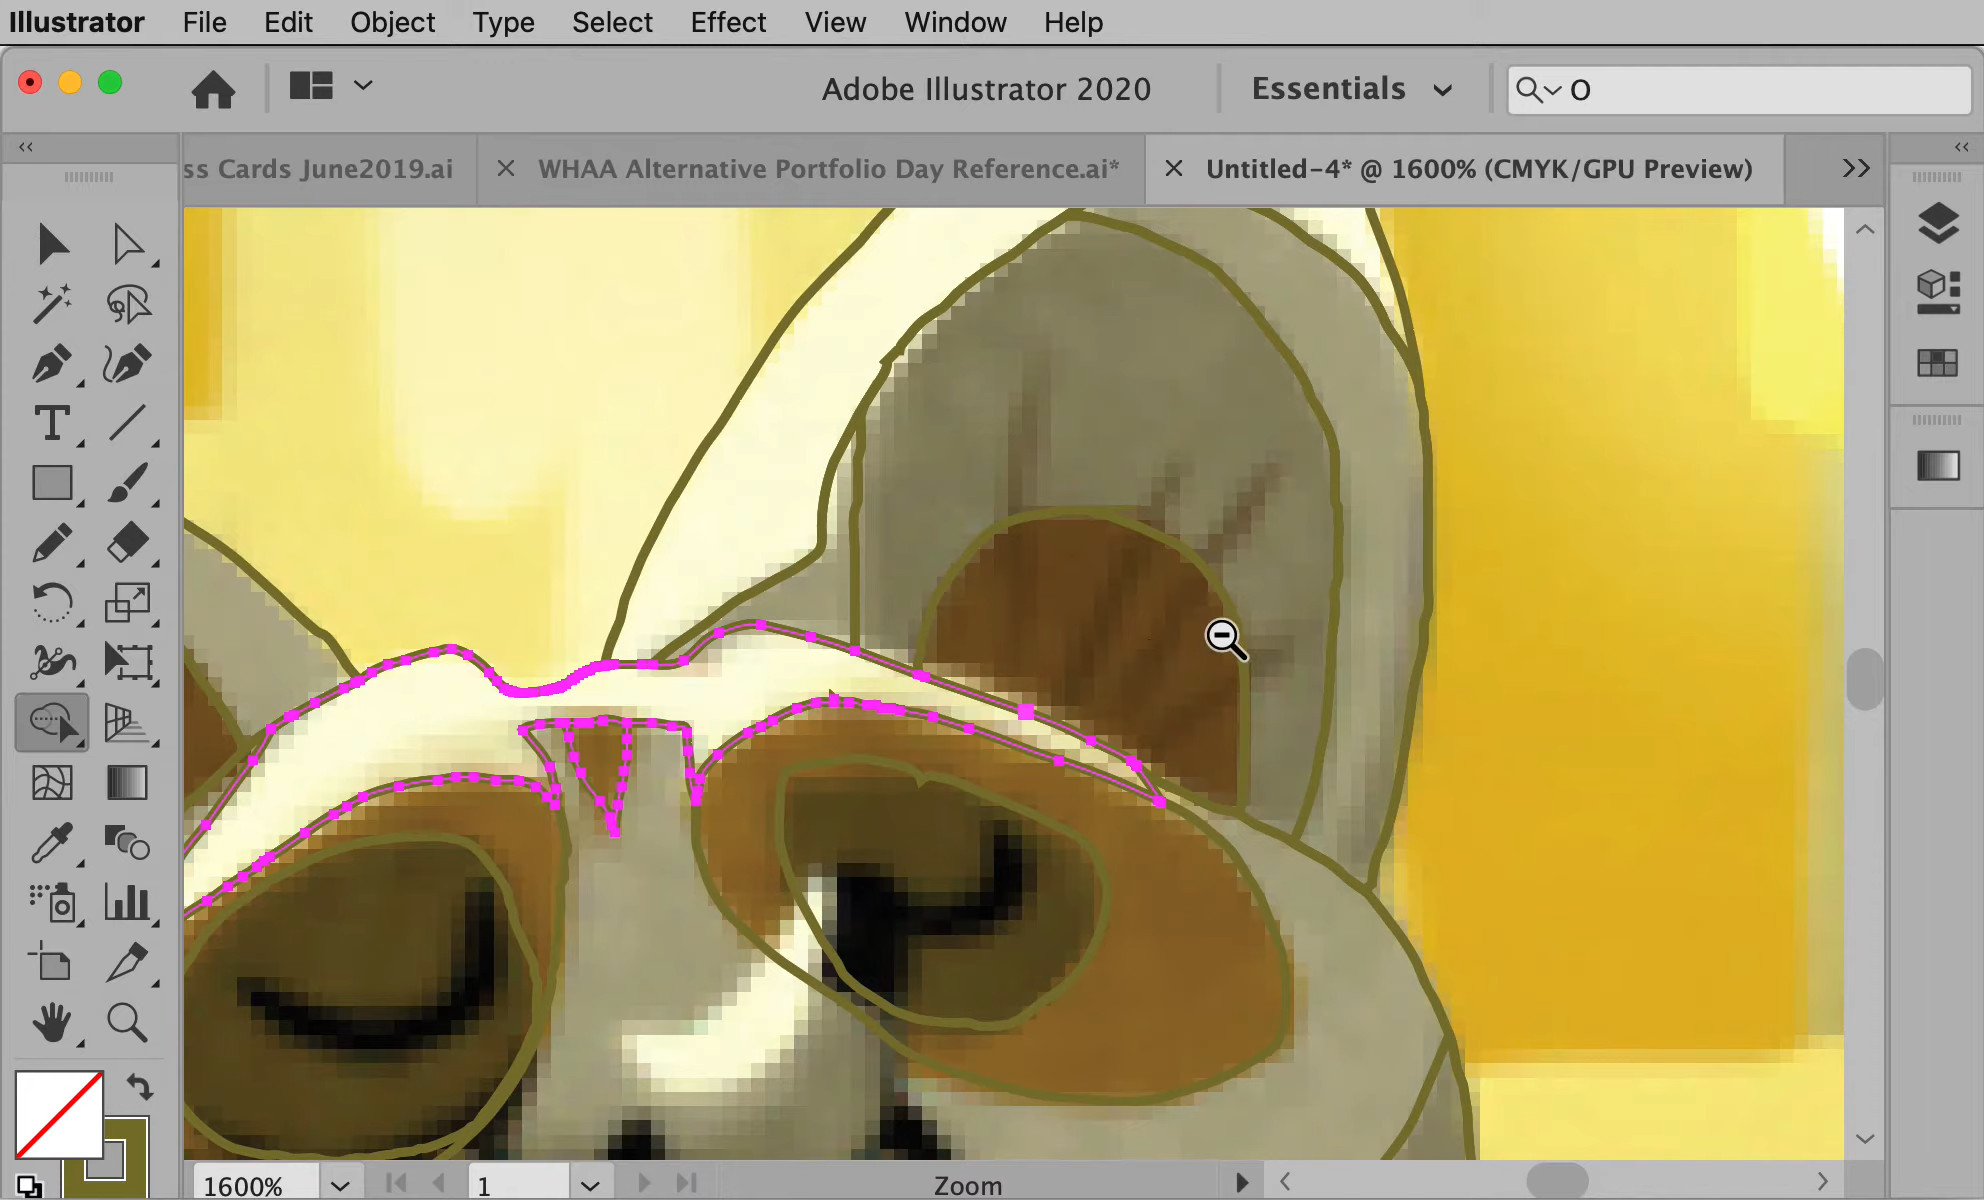 Illustrator File Edit Object Type Select Effect View Window Help
Adobe Illustrator 2020 Essentials O
ss Cards June2019.ai × WHAA Alternative Portfolio Day Reference.ai* × Untitled-4* @ 1600% (CMYK/GPU Preview)
1600% 1 Zoom